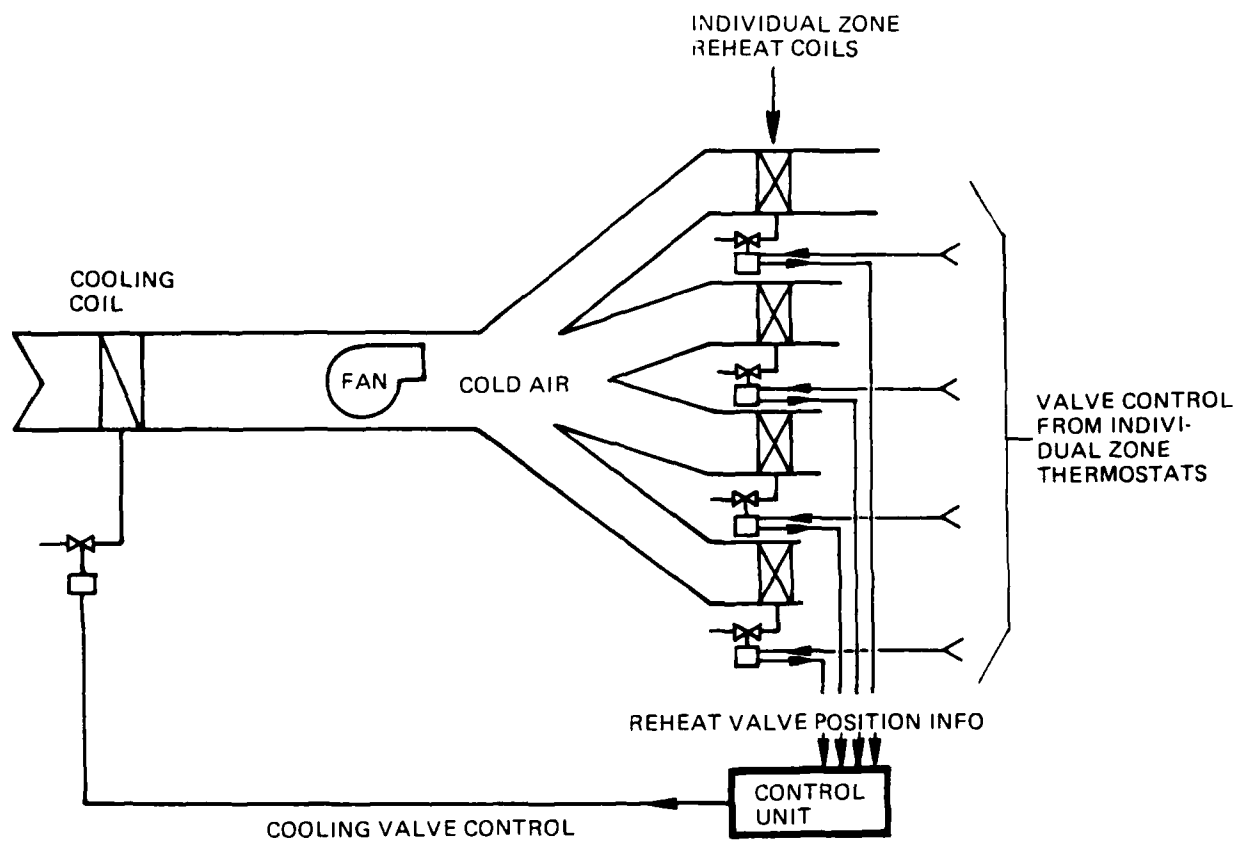 INDIVIDUAL ZONE
REHEAT COILS
COOLING
COIL
FAN
COLD AIR
VALVE CONTROL
FROM INDIVI-
DUAL ZONE
THERMOSTATS
REHEAT VALVE POSITION INFO
CONTROL
UNIT
COOLING VALVE CONTROL